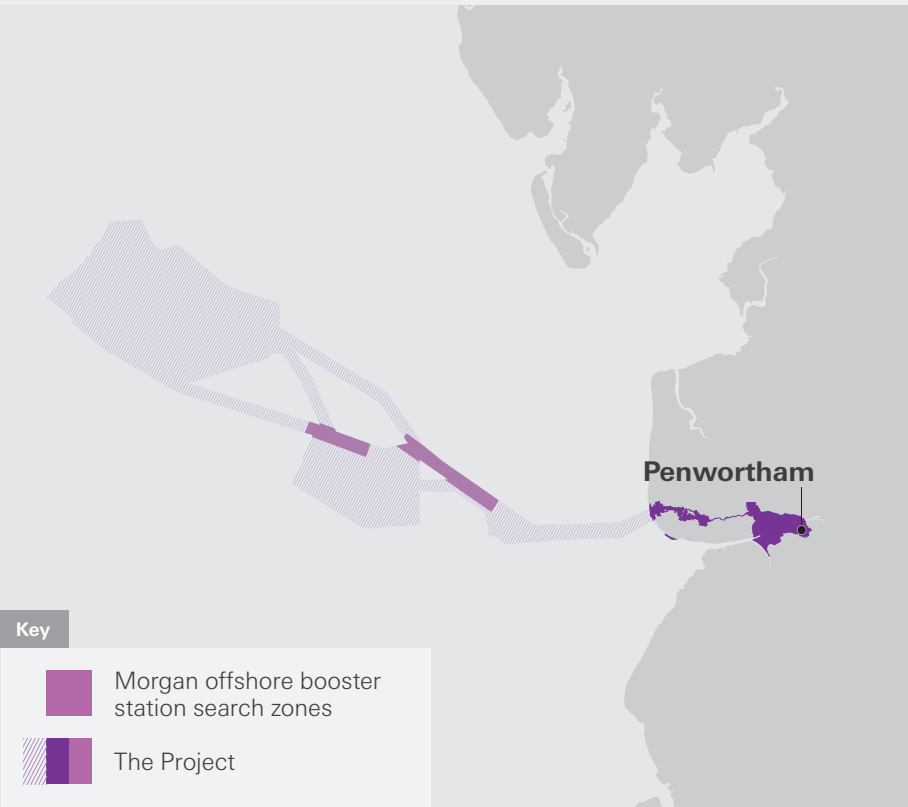 Penwortham
Key
Morgan offshore booster
station search zones
The Project